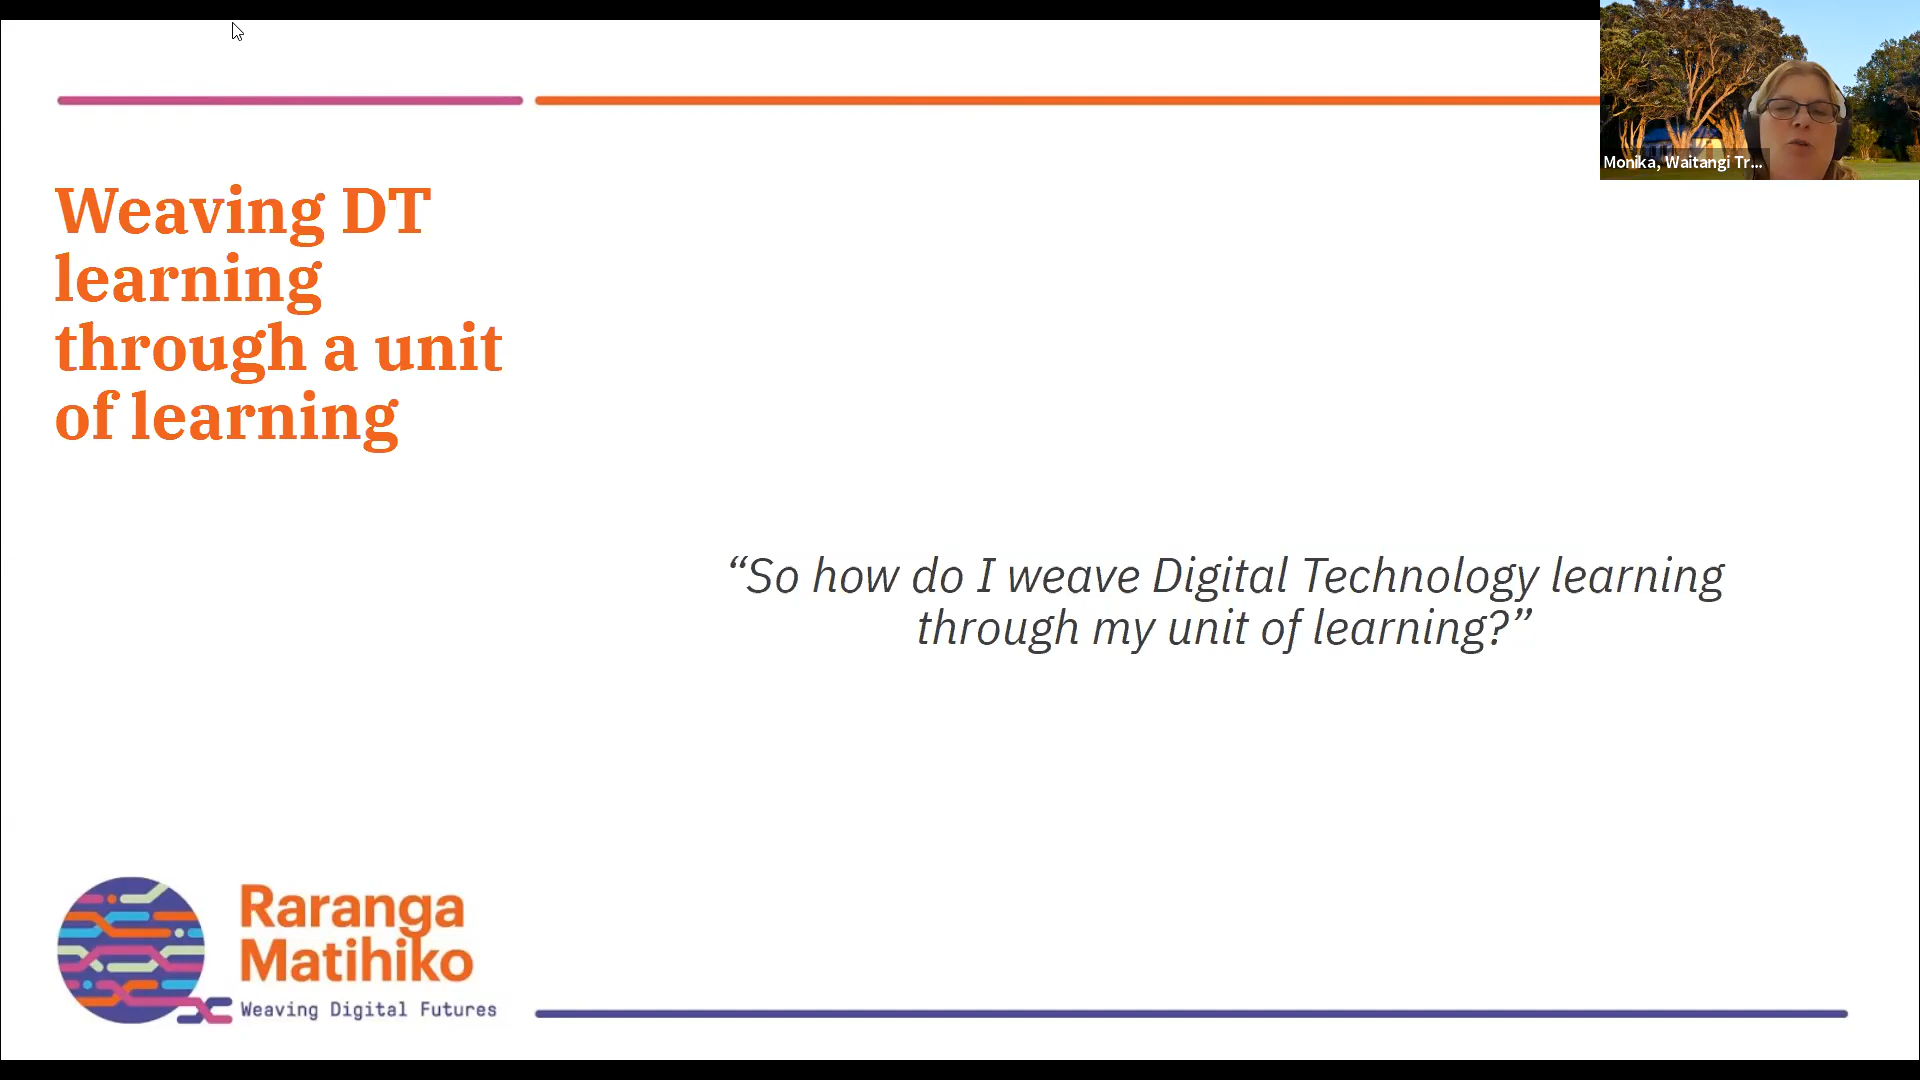 Weaving DT
learning
through a unit
of learning
“So how do I weave Digital Technology learning
through my unit of learning?”
Monika, Waitangi Tr...
Raranga
Matihiko
Weaving Digital Futures